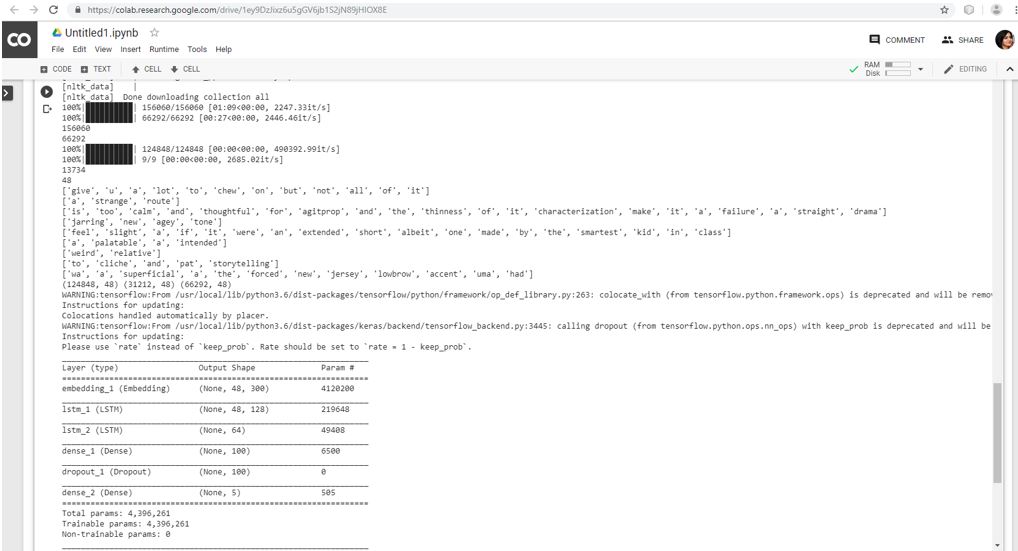 https://colab.research.google.com/drive/1ey9DzJixz6u5gGV6jb1S2jN89jHIOX8E
CO
Untitled1.ipynb
COMMENT
SHARE
File Edit View Insert Runtime Tools Help
CODE TEXT CELL CELL
RAM
Disk
EDITING
[nltk_data] |
[nltk_data] Done downloading collection all
100%|██████████| 156060/156060 [01:09<00:00, 2247.33it/s]
100%|██████████| 66292/66292 [00:27<00:00, 2446.46it/s]
156060
66292
100%|██████████| 124848/124848 [00:00<00:00, 490392.99it/s]
100%|██████████| 9/9 [00:00<00:00, 2685.02it/s]
13734
48
['give', 'u', 'a', 'lot', 'to', 'chew', 'on', 'but', 'not', 'all', 'of', 'it']
['a', 'strange', 'route']
['is', 'too', 'calm', 'and', 'thoughtful', 'for', 'agitprop', 'and', 'the', 'thinness', 'of', 'it', 'characterization', 'make', 'it', 'a', 'failure', 'a', 'straight', 'drama']
['jarring', 'new', 'agey', 'tone']
['feel', 'slight', 'a', 'if', 'it', 'were', 'an', 'extended', 'short', 'albeit', 'one', 'made', 'by', 'the', 'smartest', 'kid', 'in', 'class']
['a', 'palatable', 'a', 'intended']
['weird', 'relative']
['to', 'cliche', 'and', 'pat', 'storytelling']
['wa', 'a', 'superficial', 'a', 'the', 'forced', 'new', 'jersey', 'lowbrow', 'accent', 'uma', 'had']
(124848, 48) (31212, 48) (66292, 48)
WARNING:tensorflow:From /usr/local/lib/python3.6/dist-packages/tensorflow/python/framework/op_def_library.py:263: colocate_with (from tensorflow.python.framework.ops) is deprecated and will be remov
Instructions for updating:
Colocations handled automatically by placer.
WARNING:tensorflow:From /usr/local/lib/python3.6/dist-packages/keras/backend/tensorflow_backend.py:3445: calling dropout (from tensorflow.python.ops.nn_ops) with keep_prob is deprecated and will be
Instructions for updating:
Please use `rate` instead of `keep_prob`. Rate should be set to `rate = 1 - keep_prob`.
Layer (type) Output Shape Param #
embedding_1 (Embedding) (None, 48, 300) 4120200
lstm_1 (LSTM) (None, 48, 128) 219648
lstm_2 (LSTM) (None, 64) 49408
dense_1 (Dense) (None, 100) 6500
dropout_1 (Dropout) (None, 100) 0
dense_2 (Dense) (None, 5) 505
Total params: 4,396,261
Trainable params: 4,396,261
Non-trainable params: 0